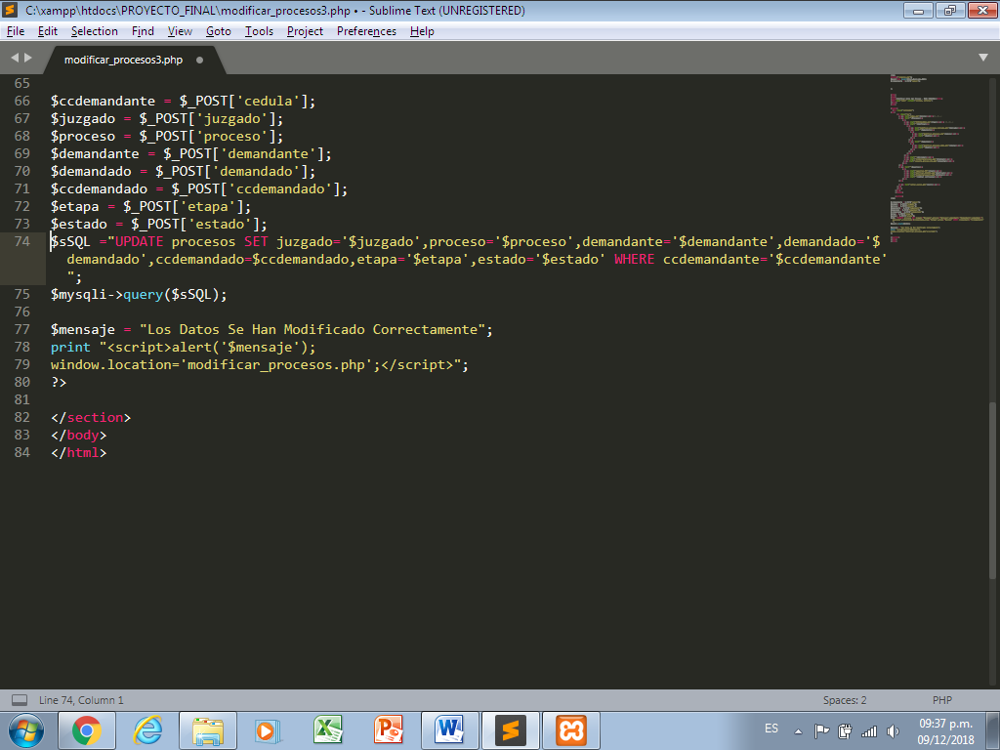 C:\xampp\htdocs\PROYECTO_FINAL\modificar_procesos3.php • - Sublime Text (UNREGISTERED)
File Edit Selection Find View Goto Tools Project Preferences Help
modificar_procesos3.php
65
66 $ccdemandante = $_POST['cedula'];
67 $juzgado = $_POST['juzgado'];
68 $proceso = $_POST['proceso'];
69 $demandante = $_POST['demandante'];
70 $demandado = $_POST['demandado'];
71 $ccdemandado = $_POST['ccdemandado'];
72 $etapa = $_POST['etapa'];
73 $estado = $_POST['estado'];
74 $sSQL ="UPDATE procesos SET juzgado='$juzgado',proceso='$proceso',demandante='$demandante',demandado='$
demandado',ccdemandado=$ccdemandado,etapa='$etapa',estado='$estado' WHERE ccdemandante='$ccdemandante'
";
75 $mysqli->query($sSQL);
76
77 $mensaje = "Los Datos Se Han Modificado Correctamente";
78 print "<script>alert('$mensaje');
79 window.location='modificar_procesos.php';</script>";
80 ?>
81
82 </section>
83 </body>
84 </html>
Line 74, Column 1 Spaces: 2 PHP
ES 09:37 p.m.
09/12/2018